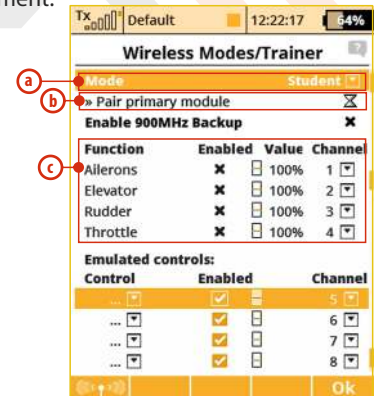 ment.
Tx Default 12:22:17 64%
Wireless Modes/Trainer ?
a
Mode Student
b
» Pair primary module
Enable 900MHz Backup ×
Function Enabled Value Channel
c
Ailerons × 100% 1
Elevator × 100% 2
Rudder × 100% 3
Throttle × 100% 4
Emulated controls:
Control Enabled Channel
... 5
... 6
... 7
... 8
Ok